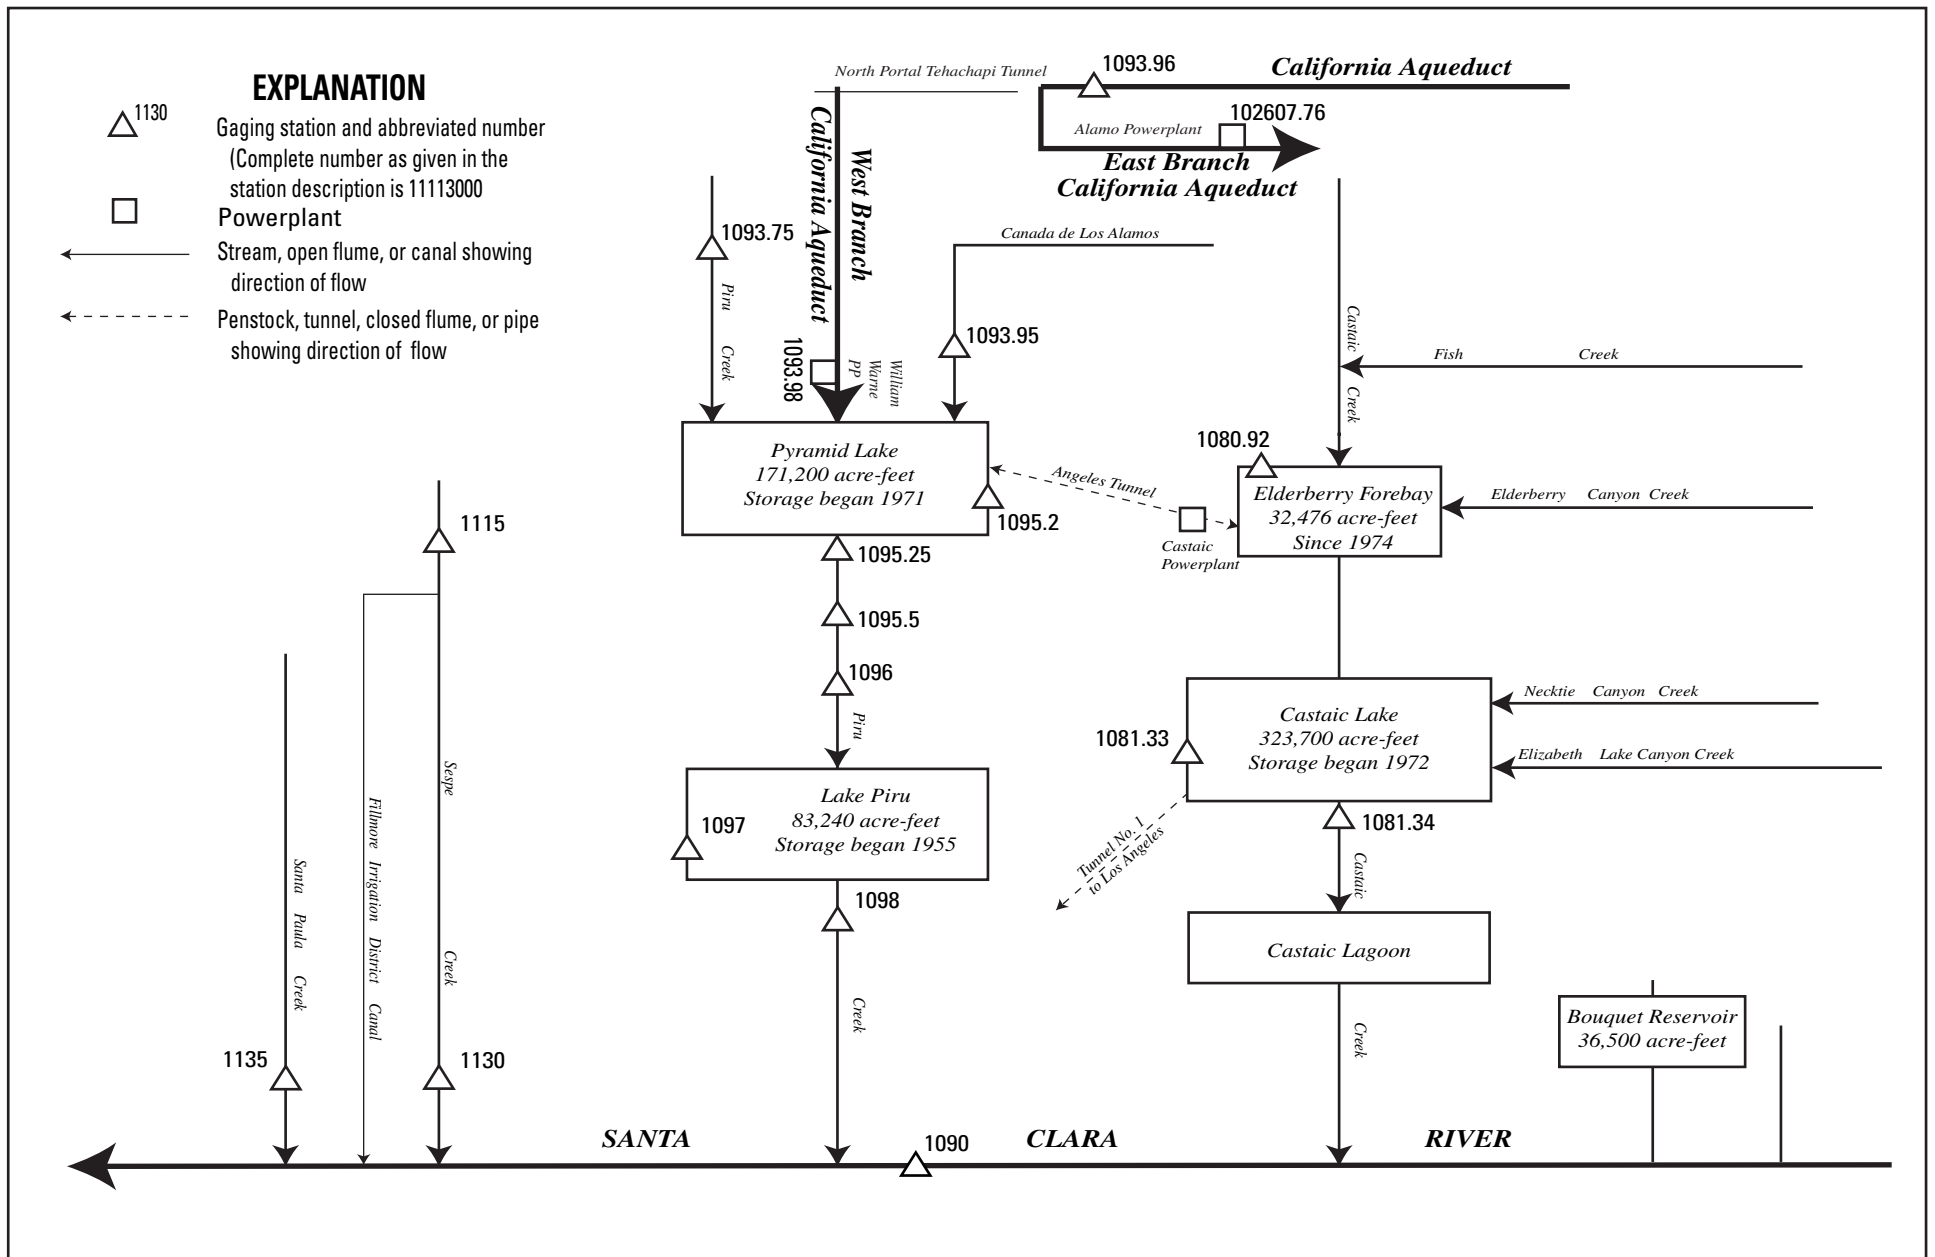 EXPLANATION
1130
Gaging station and abbreviated number
(Complete number as given in the
station description is 11113000
Powerplant
Stream, open flume, or canal showing
direction of flow
Penstock, tunnel, closed flume, or pipe
showing direction of flow
North Portal Tehachapi Tunnel
1093.96
California Aqueduct
102607.76
Alamo Powerplant
East Branch
California Aqueduct
West Branch
California Aqueduct
1093.75
Piru Creek
1093.98
William
Warne
PP
Canada de Los Alamos
1093.95
Castaic Creek
Fish Creek
Pyramid Lake
171,200 acre-feet
Storage began 1971
1095.2
Angeles Tunnel
Castaic
Powerplant
1080.92
Elderberry Forebay
32,476 acre-feet
Since 1974
Elderberry Canyon Creek
1115
1095.25
1095.5
1096
Piru
Castaic Lake
323,700 acre-feet
Storage began 1972
1081.33
Necktie Canyon Creek
Elizabeth Lake Canyon Creek
Lake Piru
83,240 acre-feet
Storage began 1955
1097
1098
Creek
Tunnel No. 1
to Los Angeles
1081.34
Castaic
Castaic Lagoon
Creek
Bouquet Reservoir
36,500 acre-feet
Santa Paula Creek
Fillmore Irrigation District Canal
Sespe Creek
1135
1130
SANTA CLARA RIVER
1090